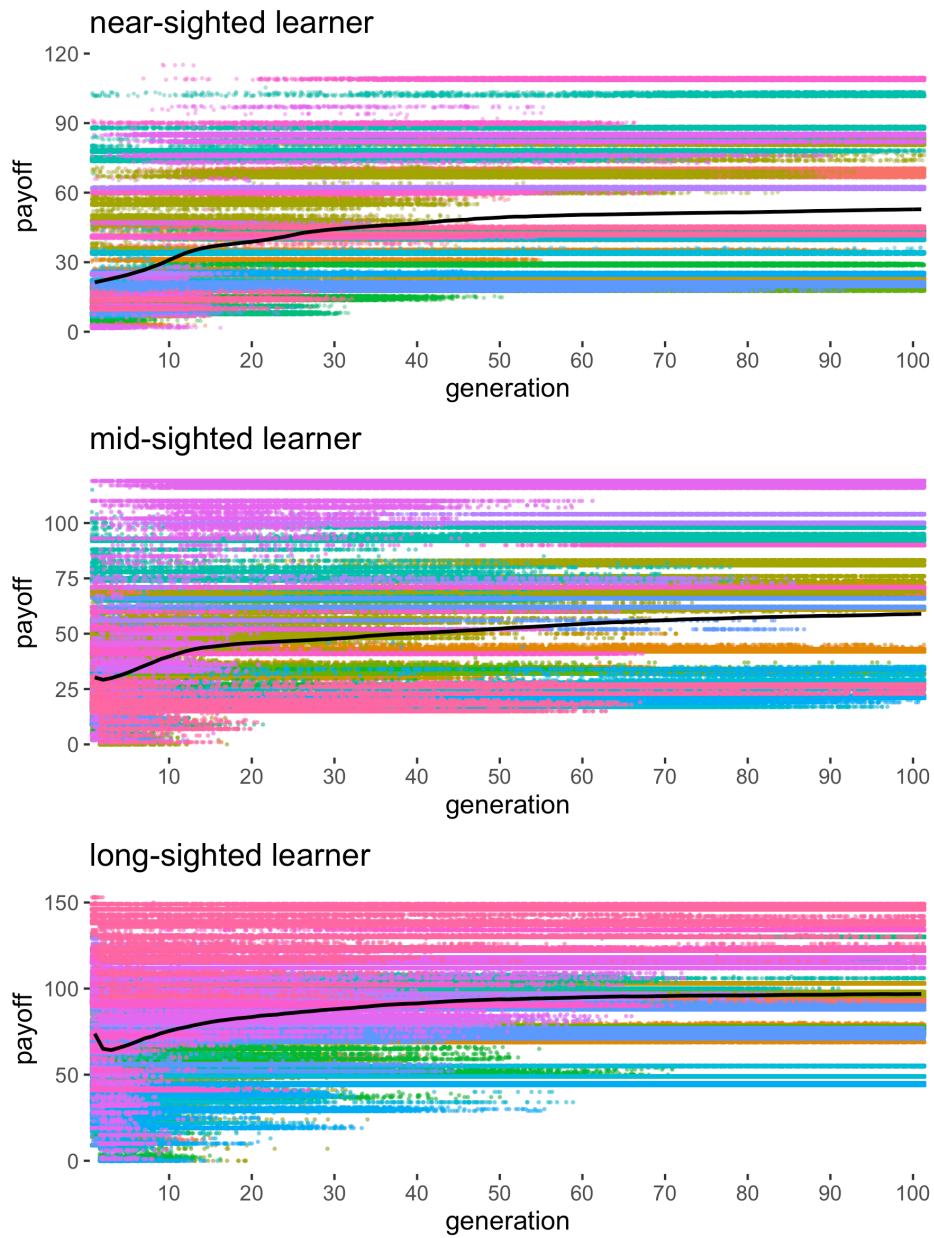 near-sighted learner
120
90
60
30
0
payoff
10 20 30 40 50 60 70 80 90 100
generation
mid-sighted learner
100
75
50
25
0
payoff
10 20 30 40 50 60 70 80 90 100
generation
long-sighted learner
150
100
50
0
payoff
10 20 30 40 50 60 70 80 90 100
generation